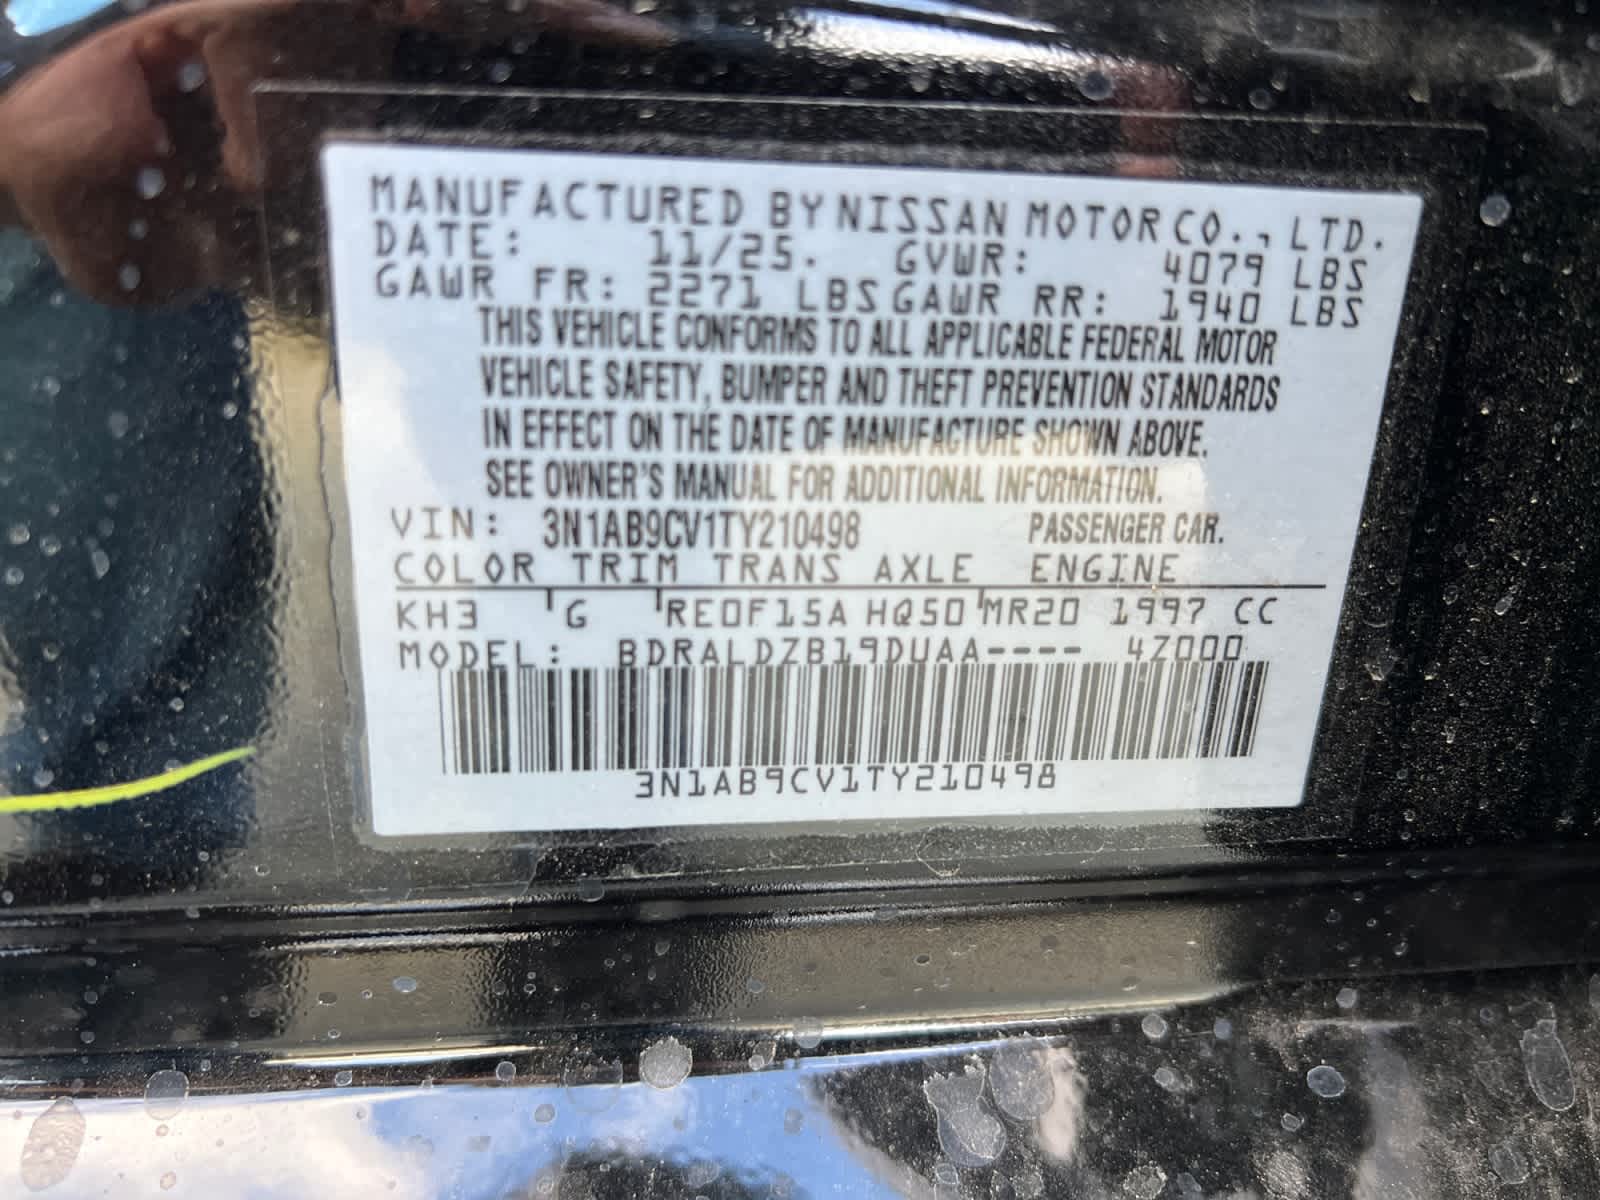 MANUFACTURED BY NISSAN MOTOR CO., LTD.
DATE: 11/25. GVWR: 4079 LBS
GAWR FR: 2271 LBS GAWR RR: 1940 LBS
THIS VEHICLE CONFORMS TO ALL APPLICABLE FEDERAL MOTOR
VEHICLE SAFETY, BUMPER AND THEFT PREVENTION STANDARDS
IN EFFECT ON THE DATE OF MANUFACTURE SHOWN ABOVE.
SEE OWNER'S MANUAL FOR ADDITIONAL INFORMATION.
VIN: 3N1AB9CV1TY210498 PASSENGER CAR.
COLOR TRIM TRANS AXLE ENGINE
KH3 G RE0F15A HQ50 MR20 1997 CC
MODEL: BDRALDZB19DUAA---- 4Z000
3N1AB9CV1TY210498